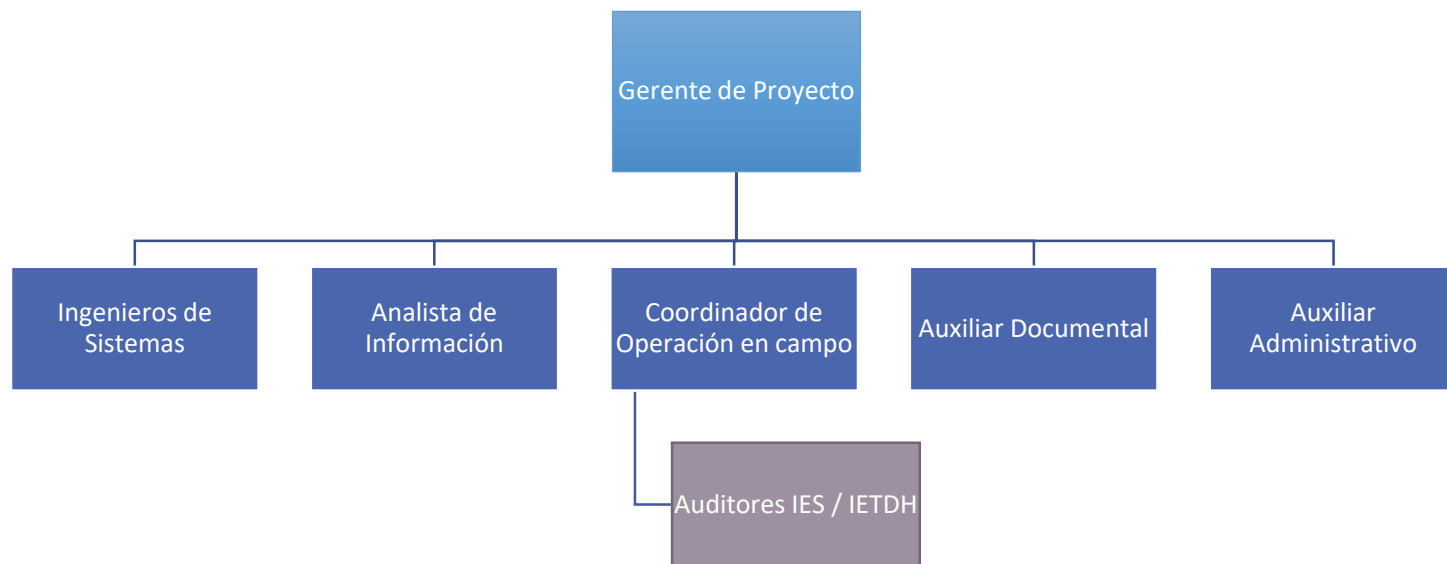 Gerente de Proyecto
Ingenieros de
Sistemas
Analista de
Información
Coordinador de
Operación en campo
Auxiliar Documental
Auxiliar
Administrativo
Auditores IES / IETDH